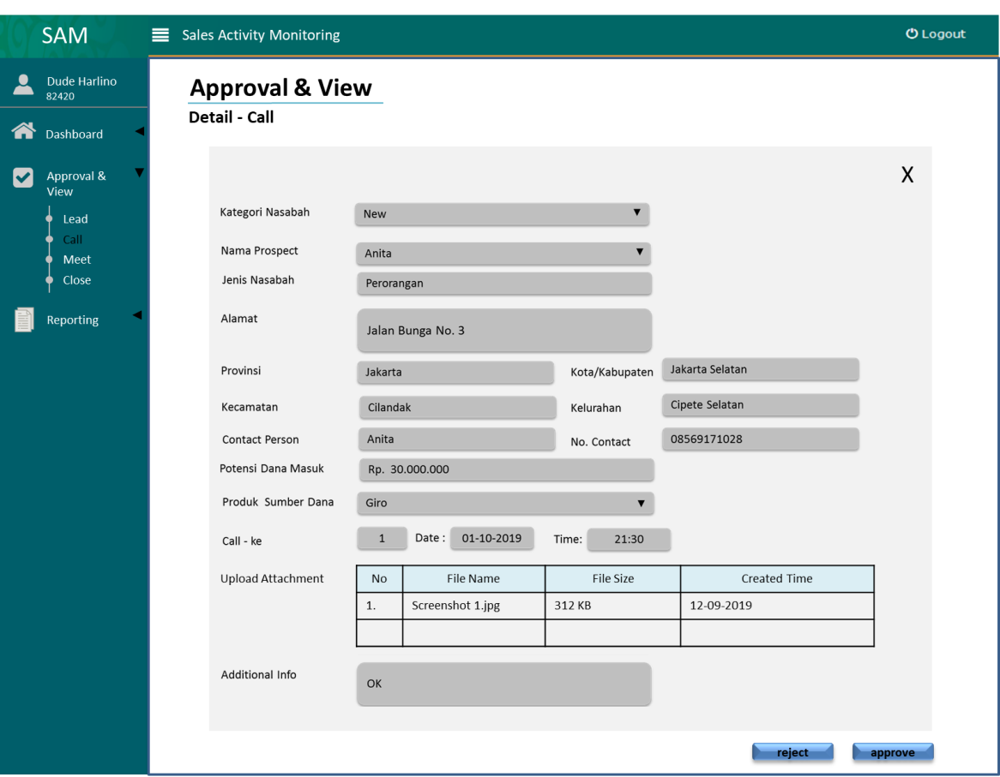 SAM
Sales Activity Monitoring
Logout
Dude Harlino
82420
Dashboard
Approval &
View
Lead
Call
Meet
Close
Reporting
Approval & View
Detail - Call
X
Kategori Nasabah New
Nama Prospect Anita
Jenis Nasabah Perorangan
Alamat Jalan Bunga No. 3
Provinsi Jakarta Kota/Kabupaten Jakarta Selatan
Kecamatan Cilandak Kelurahan Cipete Selatan
Contact Person Anita No. Contact 08569171028
Potensi Dana Masuk Rp. 30.000.000
Produk Sumber Dana Giro
Call - ke 1 Date : 01-10-2019 Time: 21:30
Upload Attachment No File Name File Size Created Time
1. Screenshot 1.jpg 312 KB 12-09-2019
Additional Info OK
reject approve